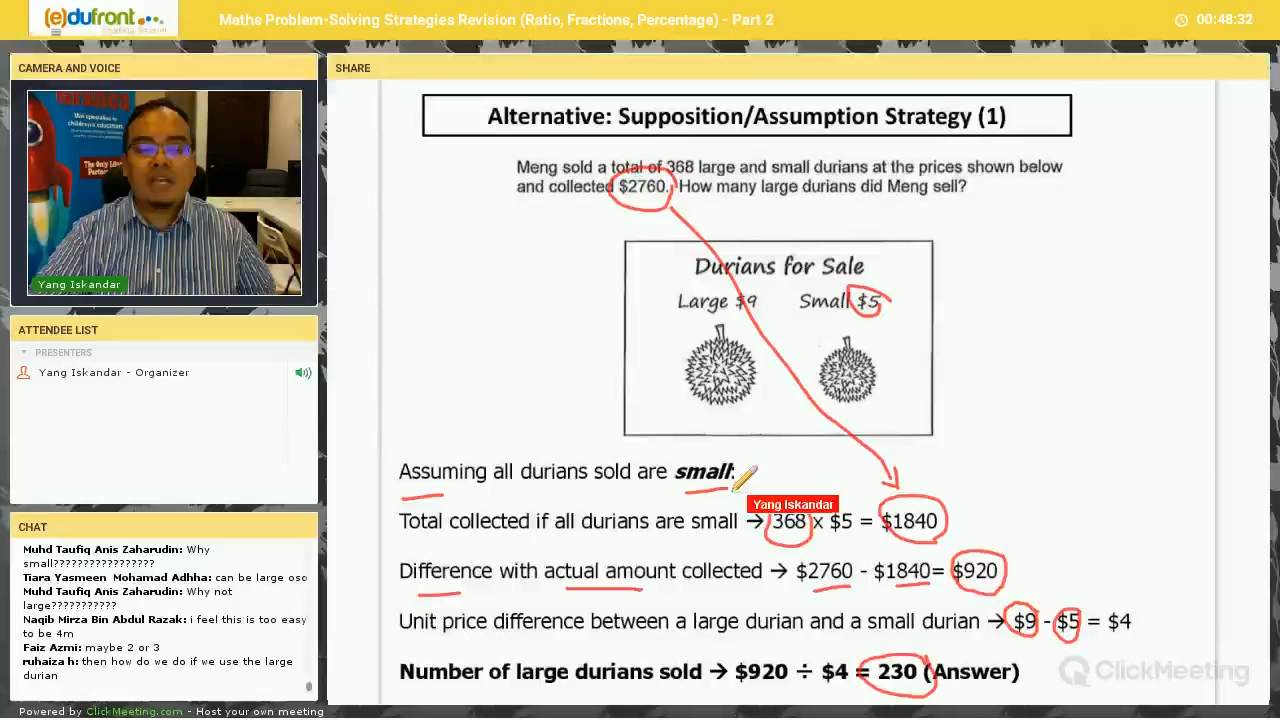 (e)dufront
Maths Problem-Solving Strategies Revision (Ratio, Fractions, Percentage) - Part 2
00:48:32
CAMERA AND VOICE
We specialise in
children's education.
Yang Iskandar
ATTENDEE LIST
PRESENTERS
Yang Iskandar - Organizer
CHAT
Muhd Taufiq Anis Zaharudin: Why
small?????????????????
Tiara Yasmeen Mohamad Adhha: can be large oso
Muhd Taufiq Anis Zaharudin: Why not
large???????????
Naqib Mirza Bin Abdul Razak: i feel this is too easy
to be 4m
Faiz Azmi: maybe 2 or 3
ruhaiza h: then how do we do if we use the large
durian
Powered by ClickMeeting.com - Host your own meeting
SHARE
Alternative: Supposition/Assumption Strategy (1)
Meng sold a total of 368 large and small durians at the prices shown below
and collected $2760. How many large durians did Meng sell?
Durians for Sale
Large $9 Small $5
Assuming all durians sold are small:
Yang Iskandar
Total collected if all durians are small → 368 x $5 = $1840
Difference with actual amount collected → $2760 - $1840= $920
Unit price difference between a large durian and a small durian → $9 - $5 = $4
Number of large durians sold → $920 ÷ $4 = 230 (Answer)
ClickMeeting